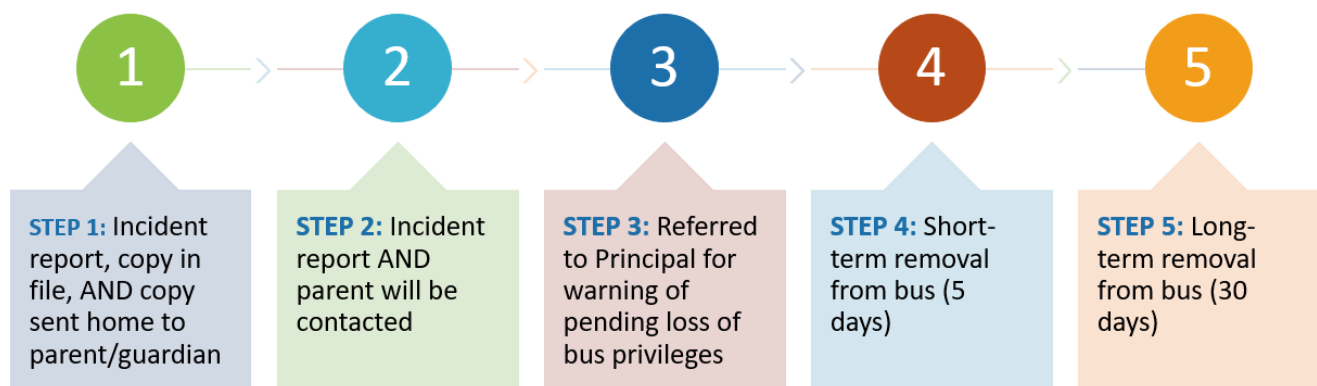 1
2
3
4
5
STEP 1: Incident
report, copy in
file, AND copy
sent home to
parent/guardian
STEP 2: Incident
report AND
parent will be
contacted
STEP 3: Referred
to Principal for
warning of
pending loss of
bus privileges
STEP 4: Short-
term removal
from bus (5
days)
STEP 5: Long-
term removal
from bus (30
days)